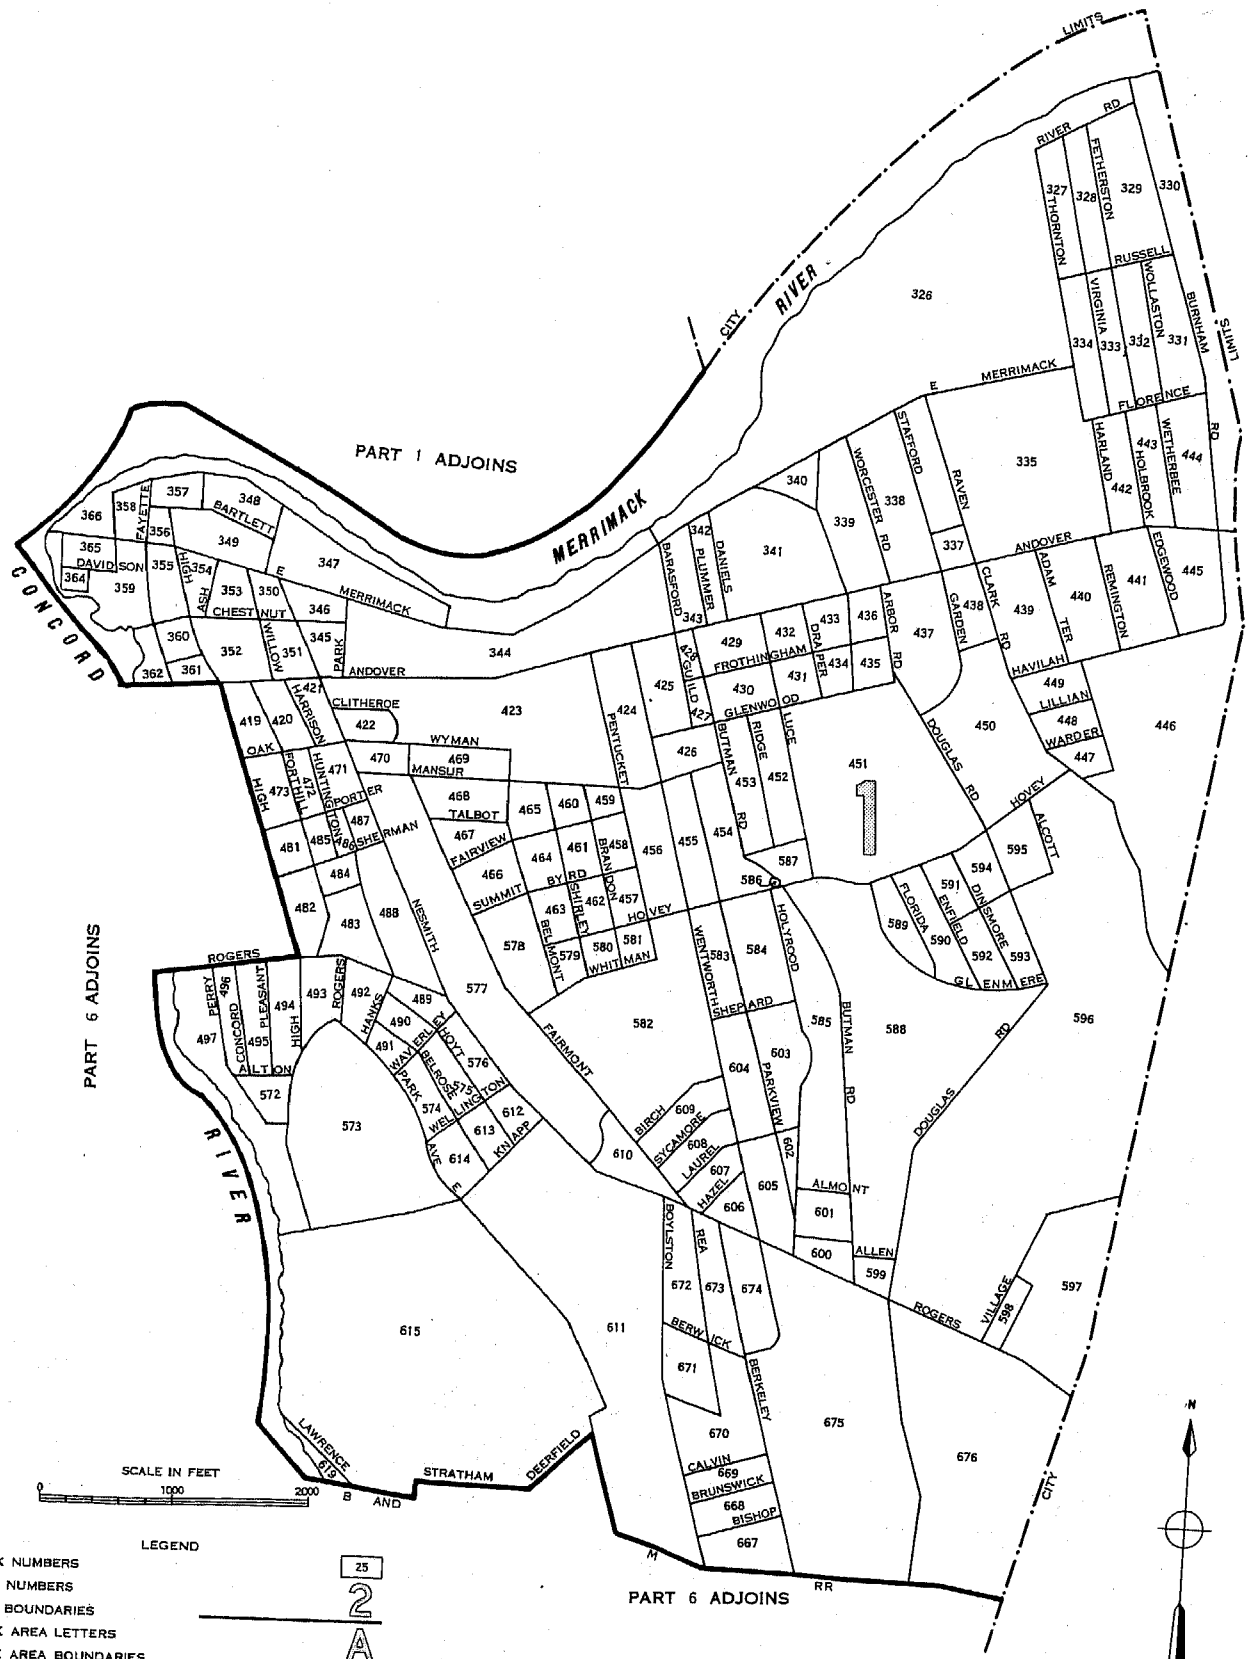 LIMITS
RIVER RD
FETHERSTON
327
328
329
330
THORNTON
RUSSELL
WOLLASTON
VIRGINIA
BURNHAM
RD
LIMITS
326
RIVER
CITY
334
333
332
331
E MERRIMACK
FLORENCE
PART 1 ADJOINS
MERRIMACK
STAFFORD
WORCESTER RD
RAVEN
335
HARLAND
442
443
HOLBROOK
WETHERBEE
444
340
338
339
341
337
ANDOVER
366
358
FAYETTE
357
348
BARTLETT
356
349
347
365
DAVIDSON
364
359
355
HIGH
354
ASH
353
350
E MERRIMACK
CHESTNUT
346
345
PARK
344
ANDOVER
360
361
362
352
WILLOW
351
CONCORD
342
BARASFORD
PLUMMER
DANIELS
343
CLARK RD
ADAM
TER
REMINGTON
EDGEWOOD
439
440
441
445
438
GARDEN
437
ARBOR RD
436
433
432
429
428
FROTHINGHAM
DRAPER
434
435
431
430
GUILD
427
GLENWOOD
425
424
PENTUCKET
426
HAVILAH
449
LILLIAN
448
WARDER
447
446
450
HOVEY
DOUGLAS RD
451
1
LUCE
RIDGE
452
453
BUTMAN RD
454
455
456
421
CLITHEROE
422
423
419
420
HARRISON
OAK
WYMAN
470
469
MANSUR
471
HUNTINGTON
472
FORTHILL
473
HIGH
PORTER
487
486
SHERMAN
485
481
484
482
483
488
NESMITH
468
TALBOT
467
FAIRVIEW
466
SUMMIT
465
460
459
464
461
BRANDON
458
BYRD
463
SHIRLEY
462
457
HOVEY
BELMONT
578
579
580
581
WHITMAN
587
586
HOLYROOD
584
583
WENTWORTH
SHEPARD
ALCOTT
595
594
591
DINSMORE
ENFIELD
FLORIDA
589
590
592
593
GLENMERE
596
588
585
BUTMAN RD
DOUGLAS RD
582
577
FAIRMONT
603
604
PARKVIEW
602
PART 6 ADJOINS
ROGERS
PERRY
496
PLEASANT
494
493
ROGERS
492
HANKS
489
490
491
WAVERLEY
HOYT
576
BELROSE
575
PARK AVE E
574
WELLINGTON
612
613
KNAPP
614
497
CONCORD
495
HIGH
ALTON
572
573
RIVER
BIRCH
609
SYCAMORE
608
LAUREL
607
HAZEL
606
610
605
ALMONT
601
600
ALLEN
599
ROGERS
VILLAGE
598
597
BOYLSTON
REA
672
673
674
BERWICK
671
BERKELEY
611
615
670
CALVIN
669
BRUNSWICK
668
BISHOP
667
675
676
CITY
LAWRENCE
619
STRATHAM
DEERFIELD
B AND M RR
PART 6 ADJOINS
N
SCALE IN FEET
0 1000 2000
LEGEND
K NUMBERS 25
NUMBERS 2
BOUNDARIES
K AREA LETTERS A
K AREA BOUNDARIES